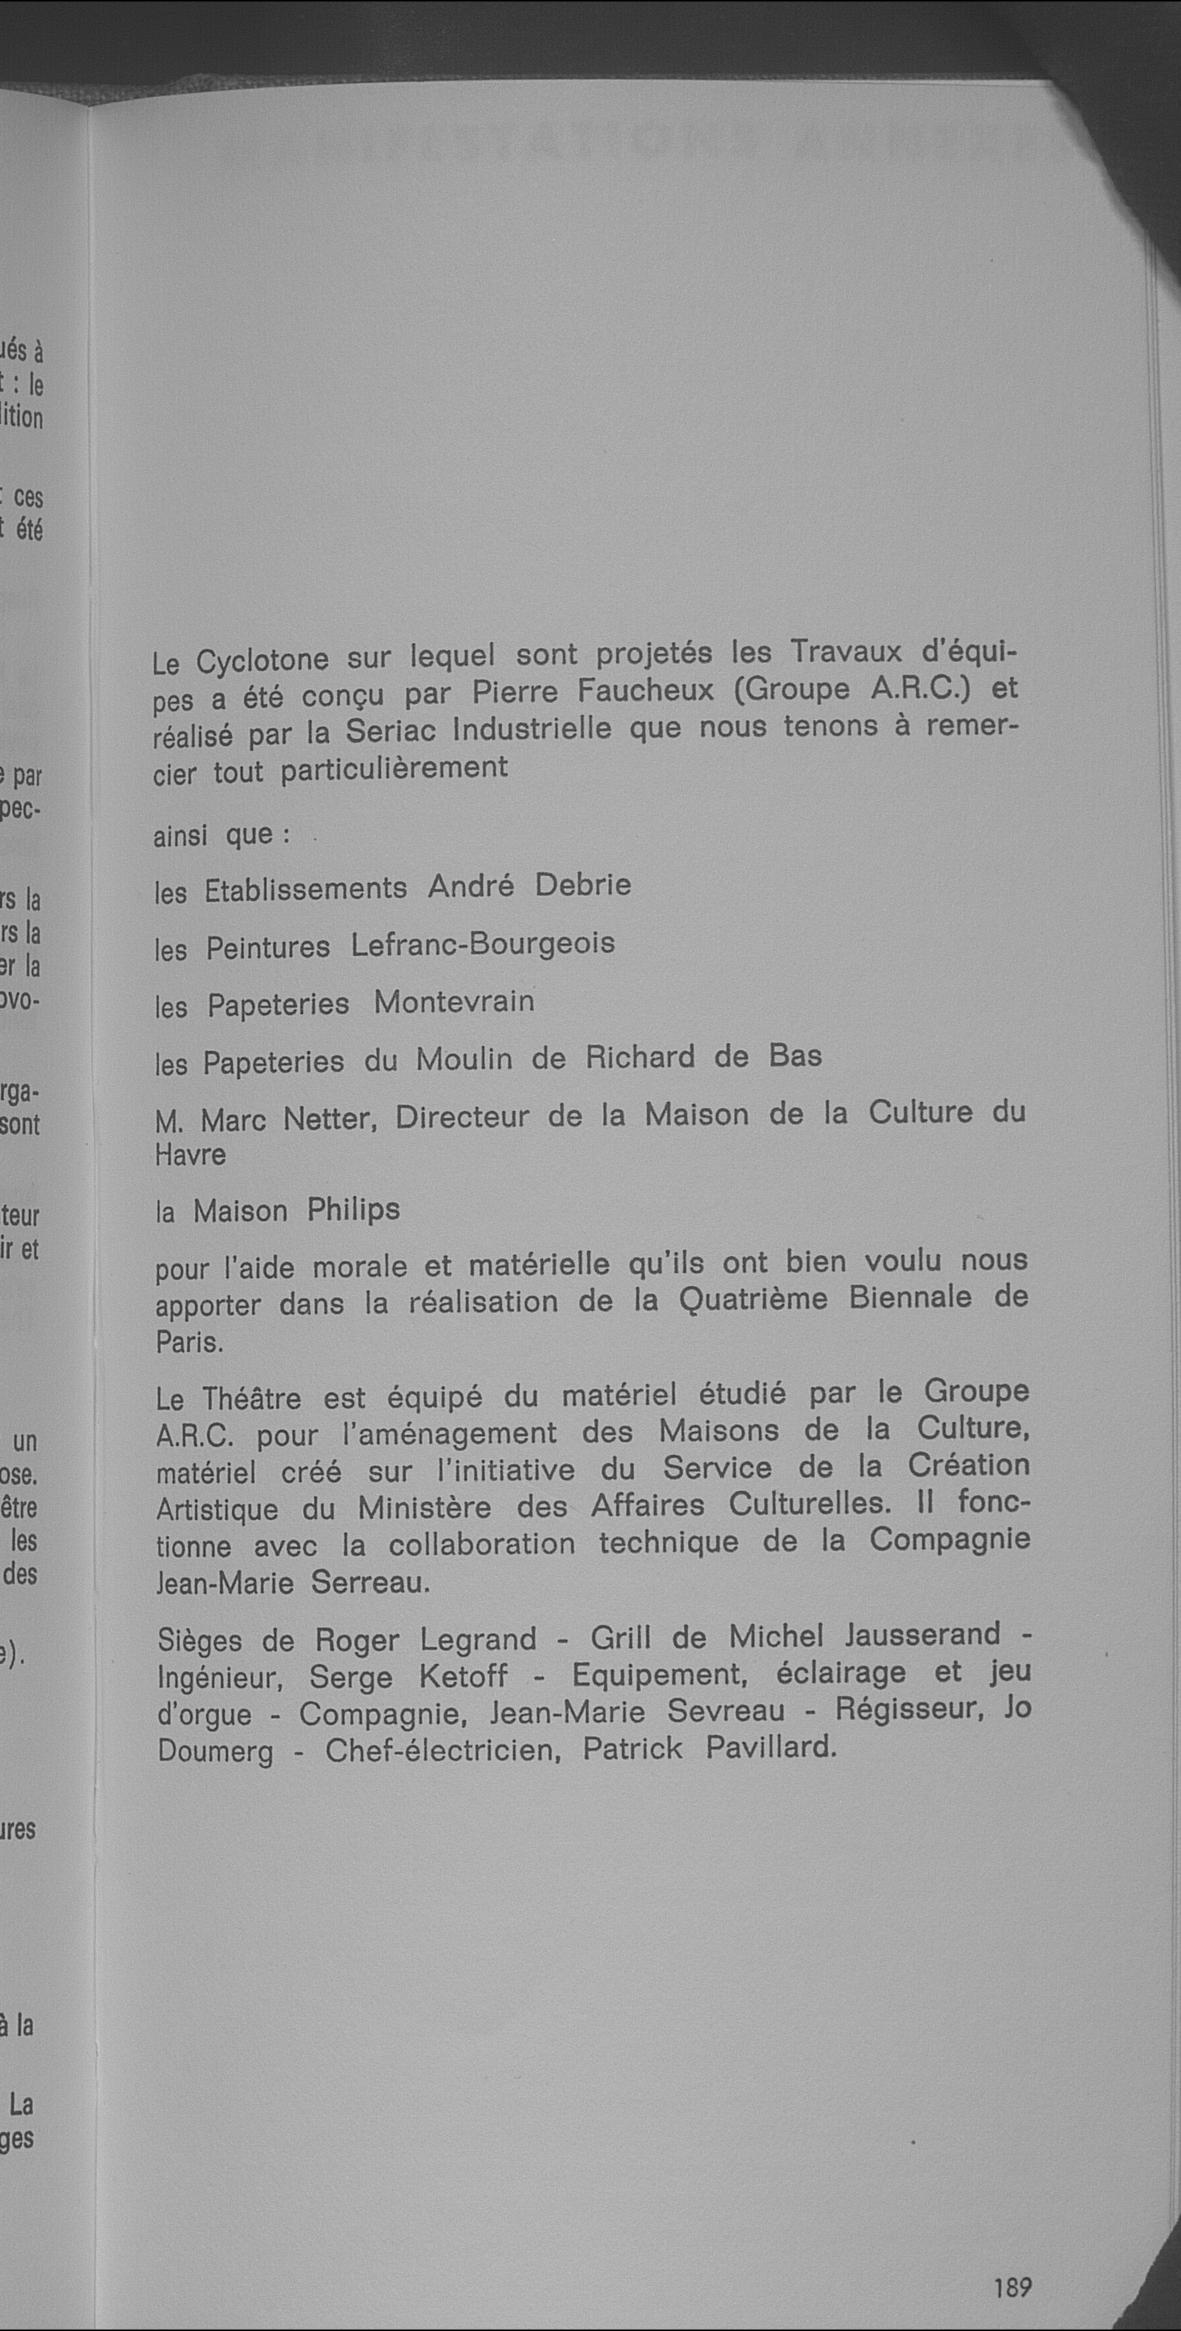 ués à
: le
ition
ces
été
par
pec-
rs la
rs la
er la
ovo-
rga-
sont
teur
ir et
un
ose.
être
les
des
e).
ures
à la
La
ges
Le Cyclotone sur lequel sont projetés les Travaux d'équi-
pes a été conçu par Pierre Faucheux (Groupe A.R.C.) et
réalisé par la Seriac Industrielle que nous tenons à remer-
cier tout particulièrement
ainsi que :
les Etablissements André Debrie
les Peintures Lefranc-Bourgeois
les Papeteries Montevrain
les Papeteries du Moulin de Richard de Bas
M. Marc Netter, Directeur de la Maison de la Culture du
Havre
la Maison Philips
pour l'aide morale et matérielle qu'ils ont bien voulu nous
apporter dans la réalisation de la Quatrième Biennale de
Paris.
Le Théâtre est équipé du matériel étudié par le Groupe
A.R.C. pour l'aménagement des Maisons de la Culture,
matériel créé sur l'initiative du Service de la Création
Artistique du Ministère des Affaires Culturelles. Il fonc-
tionne avec la collaboration technique de la Compagnie
Jean-Marie Serreau.
Sièges de Roger Legrand - Grill de Michel Jausserand -
Ingénieur, Serge Ketoff - Equipement, éclairage et jeu
d'orgue - Compagnie, Jean-Marie Sevreau - Régisseur, Jo
Doumerg - Chef-électricien, Patrick Pavillard.
189